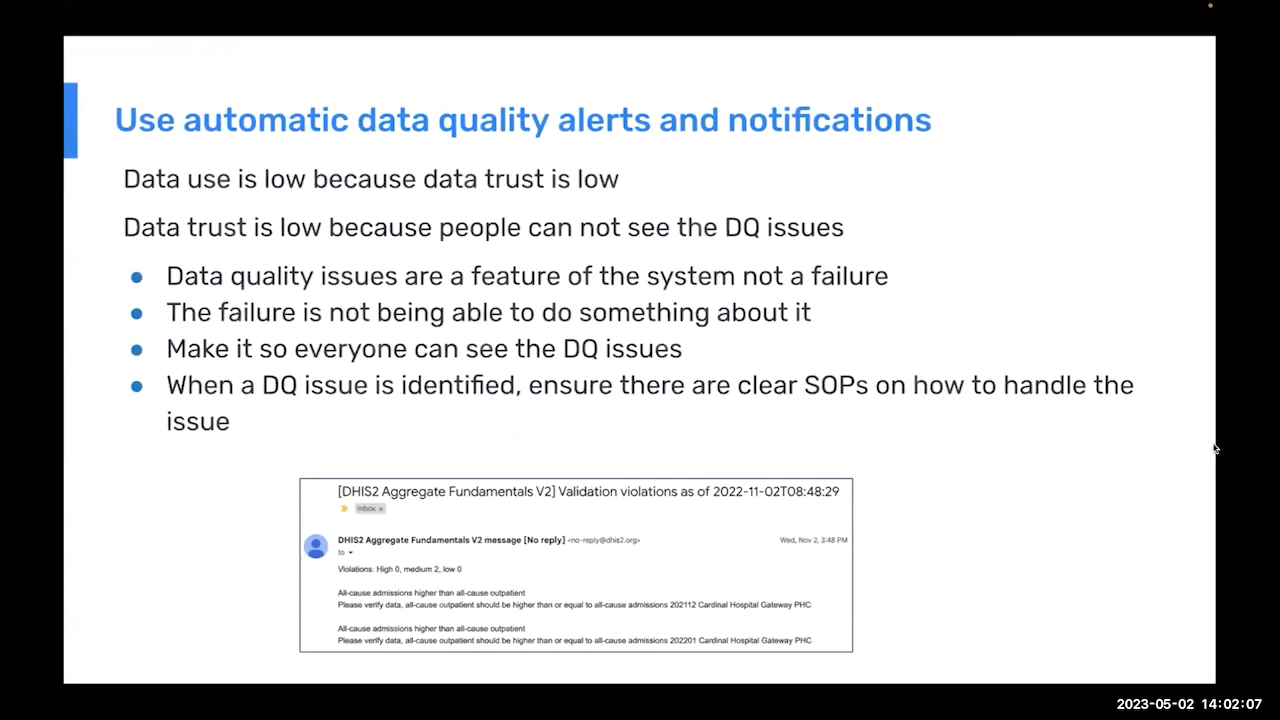 Use automatic data quality alerts and notifications
Data use is low because data trust is low
Data trust is low because people can not see the DQ issues
Data quality issues are a feature of the system not a failure
The failure is not being able to do something about it
Make it so everyone can see the DQ issues
When a DQ issue is identified, ensure there are clear SOPs on how to handle the
issue
[DHIS2 Aggregate Fundamentals V2] Validation violations as of 2022-11-02T08:48:29
Inbox x
DHIS2 Aggregate Fundamentals V2 message [No reply] <no-reply@dhis2.org> Wed, Nov 2, 3:48 PM
to
Violations: High 0, medium 2, low 0
All-cause admissions higher than all-cause outpatient
Please verify data, all-cause outpatient should be higher than or equal to all-cause admissions 202112 Cardinal Hospital Gateway PHC
All-cause admissions higher than all-cause outpatient
Please verify data, all-cause outpatient should be higher than or equal to all-cause admissions 202201 Cardinal Hospital Gateway PHC
2023-05-02 14:02:07